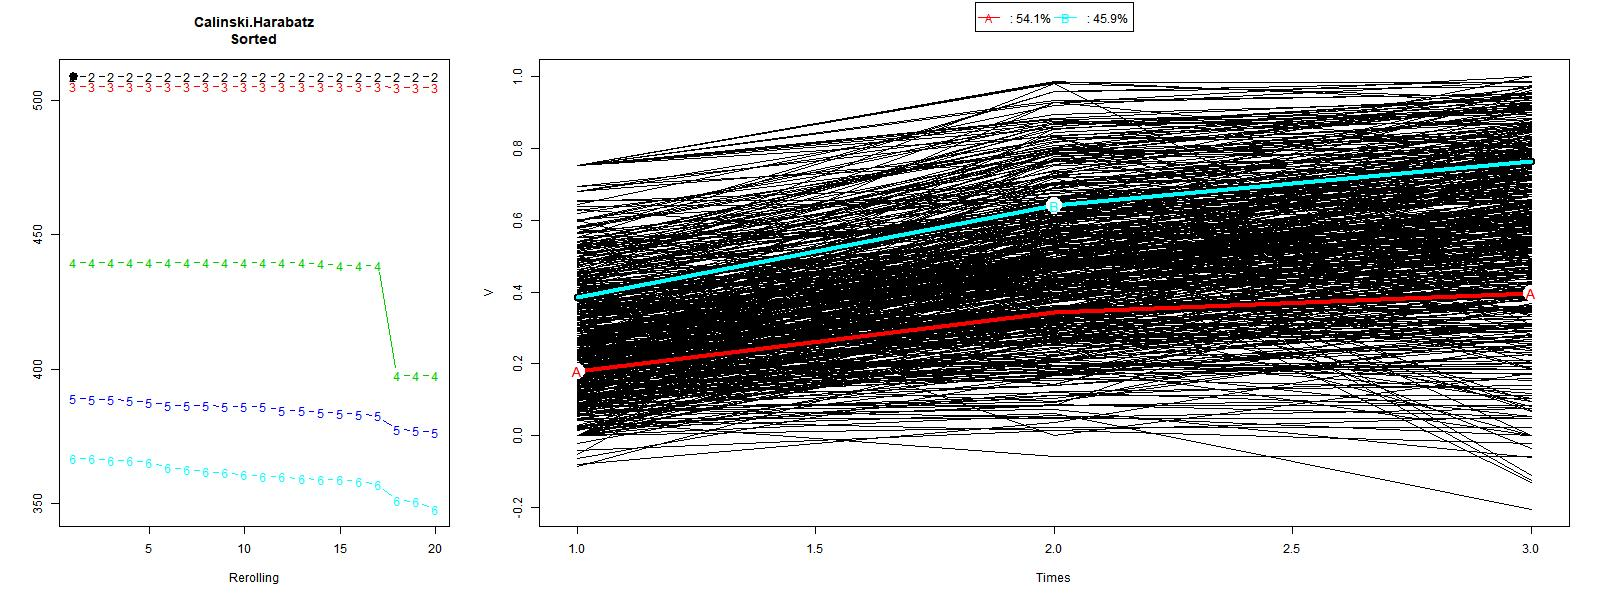 Calinski.Harabatz
Sorted
A : 54.1% B : 45.9%
2 2 2 2 2 2 2 2 2 2 2 2 2 2 2 2 2 2 2
3 3 3 3 3 3 3 3 3 3 3 3 3 3 3 3 3 3 3
4 4 4 4 4 4 4 4 4 4 4 4 4 4 4 4 4
4 4 4
5 5 5 5 5 5 5 5 5 5 5 5 5 5 5 5 5 5 5 5
6 6 6 6 6 6 6 6 6 6 6 6 6 6 6 6 6 6 6 6
500
450
400
350
5 10 15 20
Rerolling
1.0
0.8
0.6
0.4
0.2
0.0
-0.2
V
B
A
A
1.0 1.5 2.0 2.5 3.0
Times